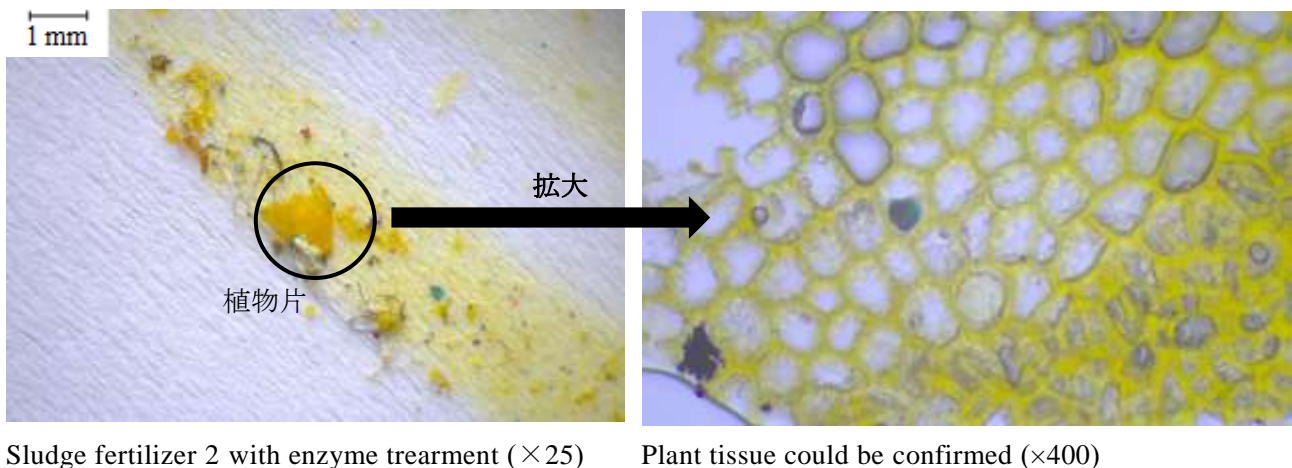 1 mm
拡大
植物片
Sludge fertilizer 2 with enzyme trearment (×25)
Plant tissue could be confirmed (×400)